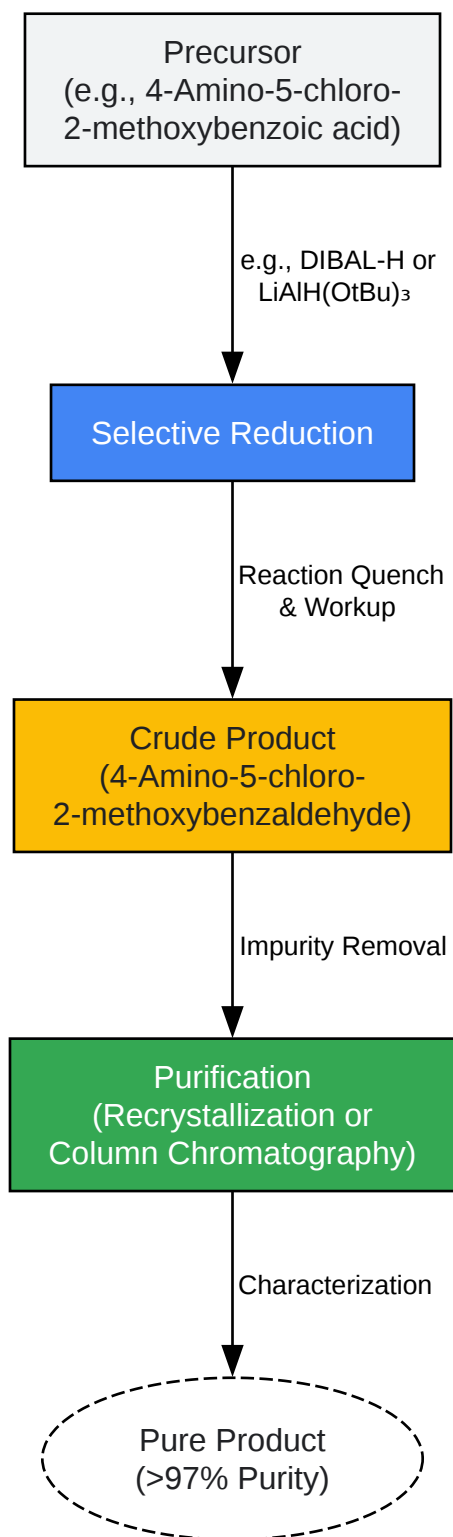 Precursor
(e.g., 4-Amino-5-chloro-
2-methoxybenzoic acid)
e.g., DIBAL-H or
LiAlH(OtBu)₃
Selective Reduction
Reaction Quench
& Workup
Crude Product
(4-Amino-5-chloro-
2-methoxybenzaldehyde)
Impurity Removal
Purification
(Recrystallization or
Column Chromatography)
Characterization
Pure Product
(>97% Purity)